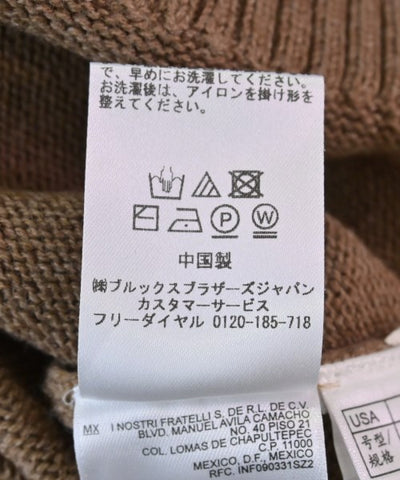 で、早めにお洗濯してください。
お洗濯後は、アイロンを掛け形を
整えてください。
P W
中国製
㈱ブルックスブラザーズジャパン
カスタマーサービス
フリーダイヤル 0120-185-718
MX I NOSTRI FRATELLI S. DE R.L. DE C.V.
BLVD. MANUEL AVILA CAMACHO
NO. 40 PISO 21
COL. LOMAS DE CHAPULTEPEC
C.P. 11000
MEXICO, D.F. MEXICO
RFC. INF090331SZ2
USA
号型
规格